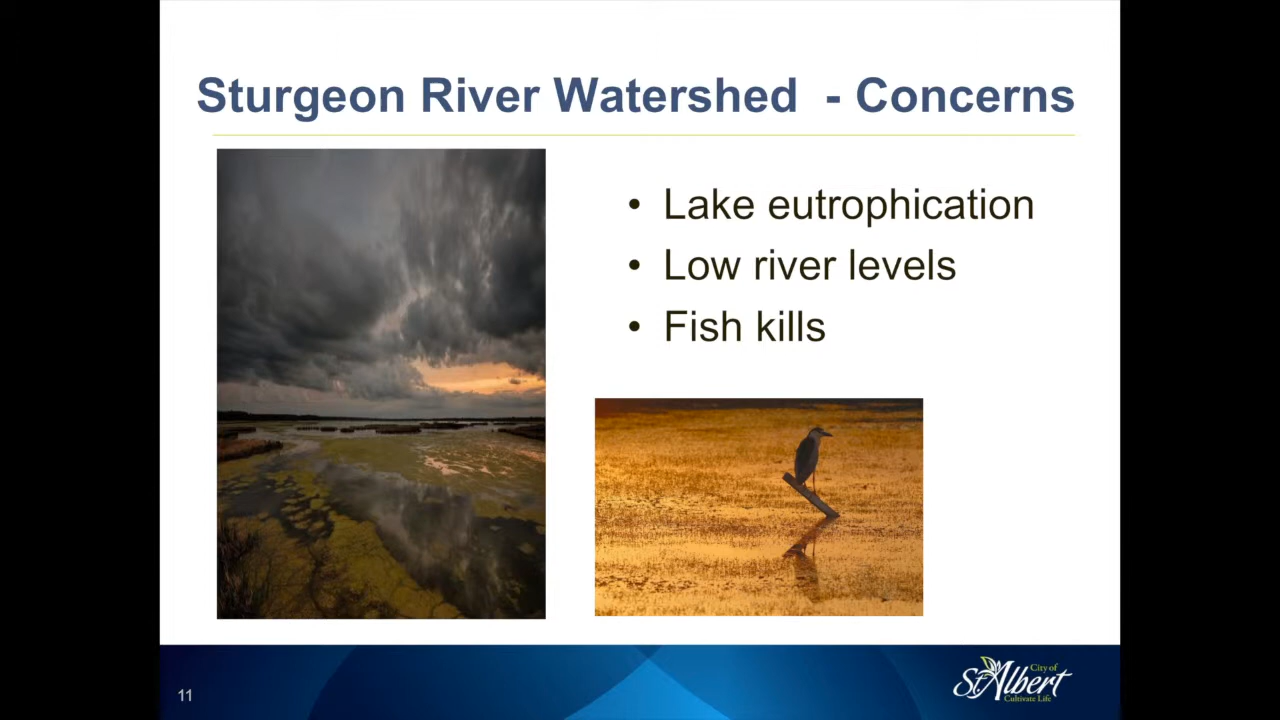 Sturgeon River Watershed - Concerns
• Lake eutrophication
• Low river levels
• Fish kills
11
City of
St Albert
Cultivate Life